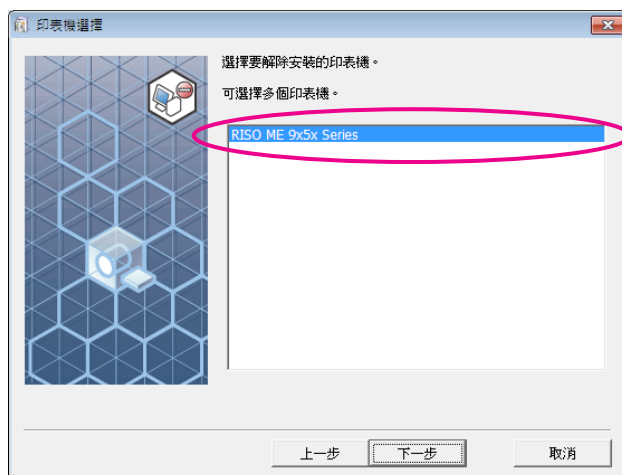 印表機選擇
選擇要解除安裝的印表機。
可選擇多個印表機。
RISO ME 9x5x Series
上一步
下一步
取消